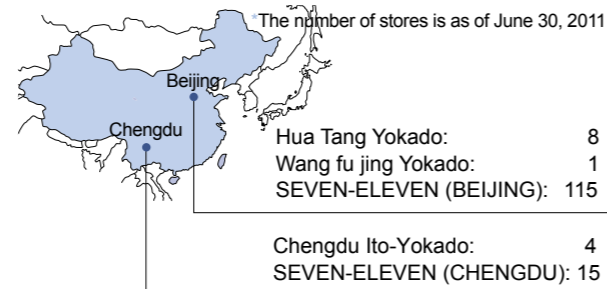 *The number of stores is as of June 30, 2011
Beijing
Chengdu
Hua Tang Yokado: 8
Wang fu jing Yokado: 1
SEVEN-ELEVEN (BEIJING): 115
Chengdu Ito-Yokado: 4
SEVEN-ELEVEN (CHENGDU): 15